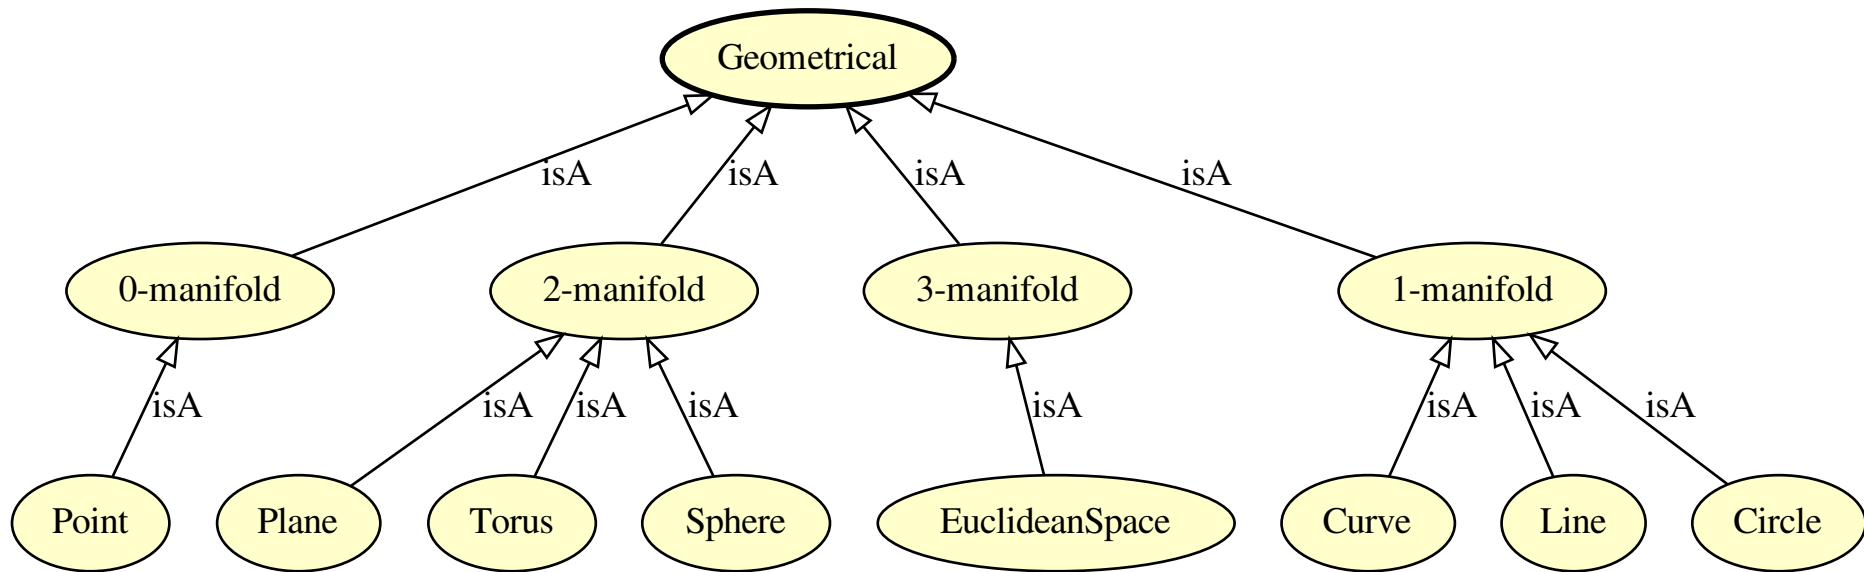 Geometrical
isA isA isA isA
0-manifold 2-manifold 3-manifold 1-manifold
isA isA isA isA isA isA isA isA
Point Plane Torus Sphere EuclideanSpace Curve Line Circle